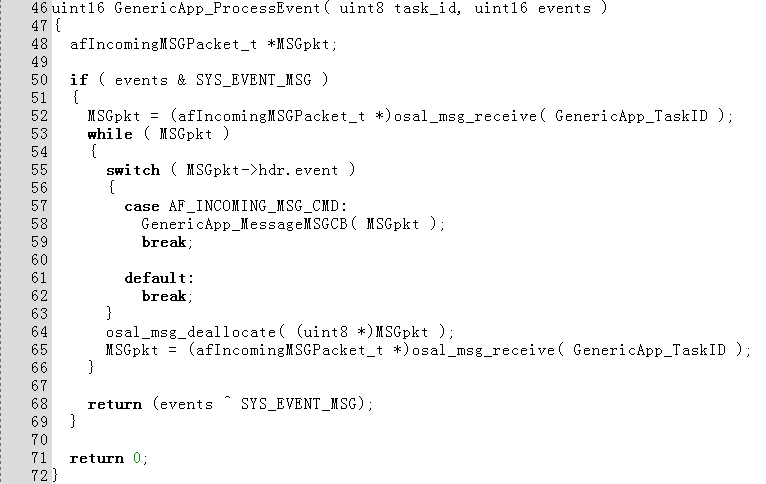 46 uint16 GenericApp_ProcessEvent( uint8 task_id, uint16 events )
47 {
48   afIncomingMSGPacket_t *MSGpkt;
49
50   if ( events & SYS_EVENT_MSG )
51   {
52     MSGpkt = (afIncomingMSGPacket_t *)osal_msg_receive( GenericApp_TaskID );
53     while ( MSGpkt )
54     {
55       switch ( MSGpkt->hdr.event )
56       {
57         case AF_INCOMING_MSG_CMD:
58           GenericApp_MessageMSGCB( MSGpkt );
59           break;
60
61         default:
62           break;
63       }
64       osal_msg_deallocate( (uint8 *)MSGpkt );
65       MSGpkt = (afIncomingMSGPacket_t *)osal_msg_receive( GenericApp_TaskID );
66     }
67
68     return (events ^ SYS_EVENT_MSG);
69   }
70
71   return 0;
72 }